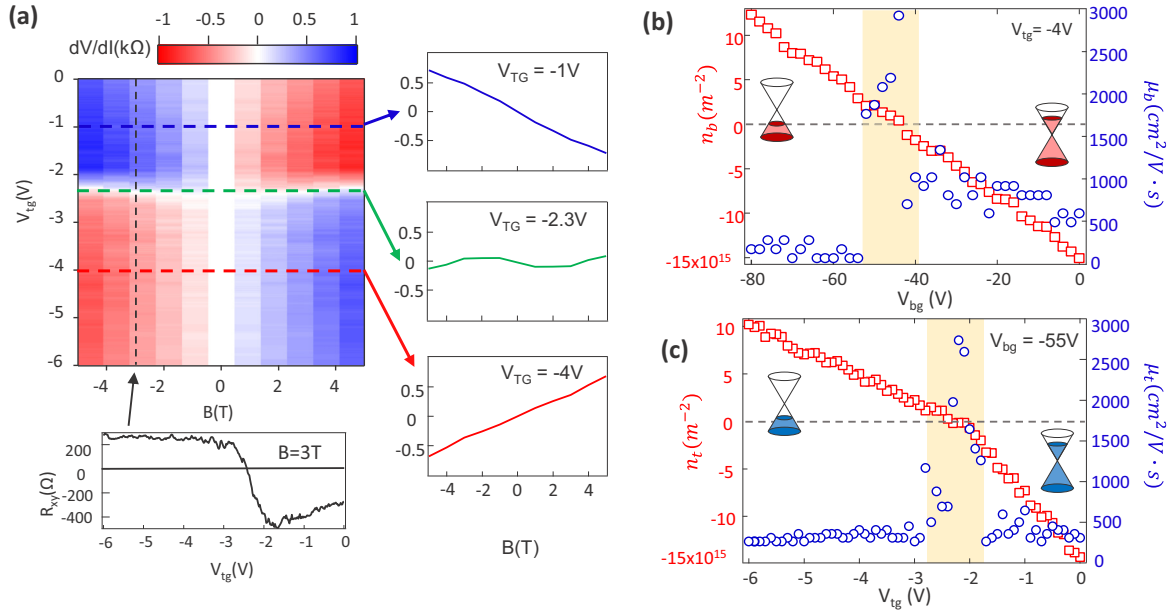 (a)
-1 -0.5 0 0.5 1
dV/dI(kΩ)
0
-1
-2
-3
-4
-5
-6
V_tg(V)
-4 -2 0 2 4
B(T)
V_TG = -1V
0.5
0
-0.5
V_TG = -2.3V
0.5
0
-0.5
V_TG = -4V
0.5
0
-0.5
-4 -2 0 2 4
B(T)
B=3T
200
0
-200
-400
R_xy(Ω)
-6 -5 -4 -3 -2 -1 0
V_tg(V)
(b)
V_tg= -4V
10
5
0
-5
-10
-15x10^15
n_b(m^-2)
3000
2500
2000
1500
1000
500
0
μ_b(cm^2/V · s)
-80 -60 -40 -20 0
V_bg (V)
(c)
V_bg = -55V
10
5
0
-5
-10
-15x10^15
n_t(m^-2)
3000
2500
2000
1500
1000
500
0
μ_t(cm^2/V · s)
-6 -5 -4 -3 -2 -1 0
V_tg (V)